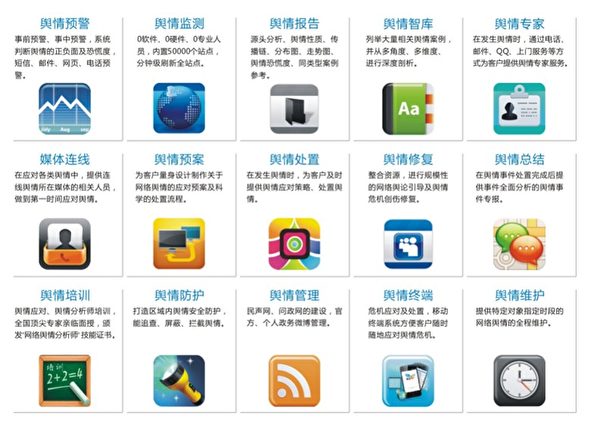 舆情预警
事前预警、事中预警，系统
判断舆情的正负面及恐慌度，
短信、邮件、网页、电话预
警。
July Aug
舆情监测
0软件、0硬件、0专业人
员，内置50000个站点，
分钟级刷新全站点。
舆情报告
源头分析、舆情性质、传
播链、分布图、走势图、
舆情恐慌度、同类型案例
参考。
舆情智库
列举大量相关舆情案例，
并从多角度、多维度、
进行深度剖析。
Aa
舆情专家
在发生舆情时，通过电话、
邮件、QQ、上门服务等方
式为客户提供舆情专家服务。
媒体连线
在应对各类舆情中，提供连
线舆情所在媒体的相关人员，
做到第一时间应对舆情。
舆情预案
为客户量身设计制作关于
网络舆情的应对预案及科
学的处置流程。
舆情处置
在发生舆情时，为客户及时
提供舆情应对策略、处置舆
情。
舆情修复
整合资源，进行规模性
的网络舆论引导及舆情
危机创伤修复。
舆情总结
在舆情事件处置完成后提
供事件全面分析的舆情事
件专报。
舆情培训
舆情应对、舆情分析师培训，
全国顶尖专家亲临面授，颁
发“网络舆情分析师”技能证书。
培训
2+2=4
舆情防护
打造区域内舆情安全防护，
能追查、屏蔽、拦截舆情。
舆情管理
民声网、问政网的建设，官
方、个人政务微博管理。
舆情终端
危机应对及处置，移动
终端系统方便客户随时
随地应对舆情危机。
舆情维护
提供特定对象指定时段的
网络舆情的全程维护。